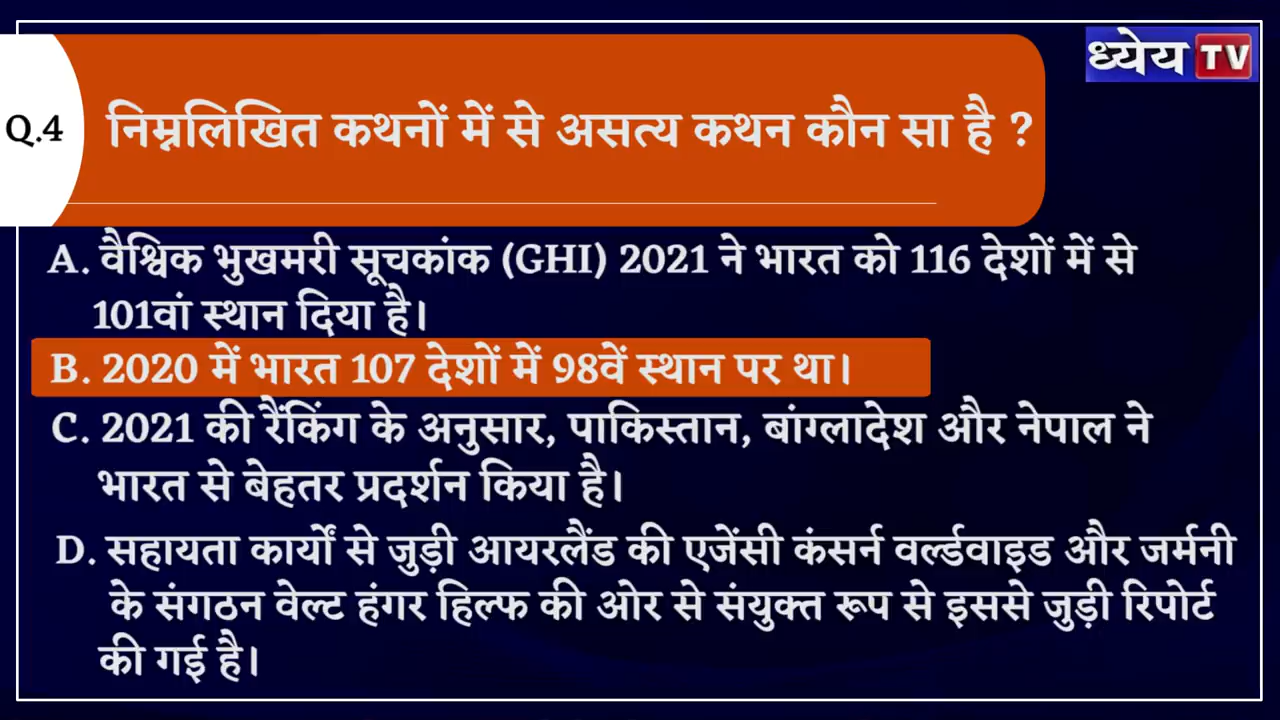 ध्येय TV
Q.4 निम्नलिखित कथनों में से असत्य कथन कौन सा है ?
A. वैश्विक भुखमरी सूचकांक (GHI) 2021 ने भारत को 116 देशों में से
101वां स्थान दिया है।
B. 2020 में भारत 107 देशों में 98वें स्थान पर था।
C. 2021 की रैंकिंग के अनुसार, पाकिस्तान, बांग्लादेश और नेपाल ने
भारत से बेहतर प्रदर्शन किया है।
D. सहायता कार्यों से जुड़ी आयरलैंड की एजेंसी कंसर्न वर्ल्डवाइड और जर्मनी
के संगठन वेल्ट हंगर हिल्फ की ओर से संयुक्त रूप से इससे जुड़ी रिपोर्ट
की गई है।